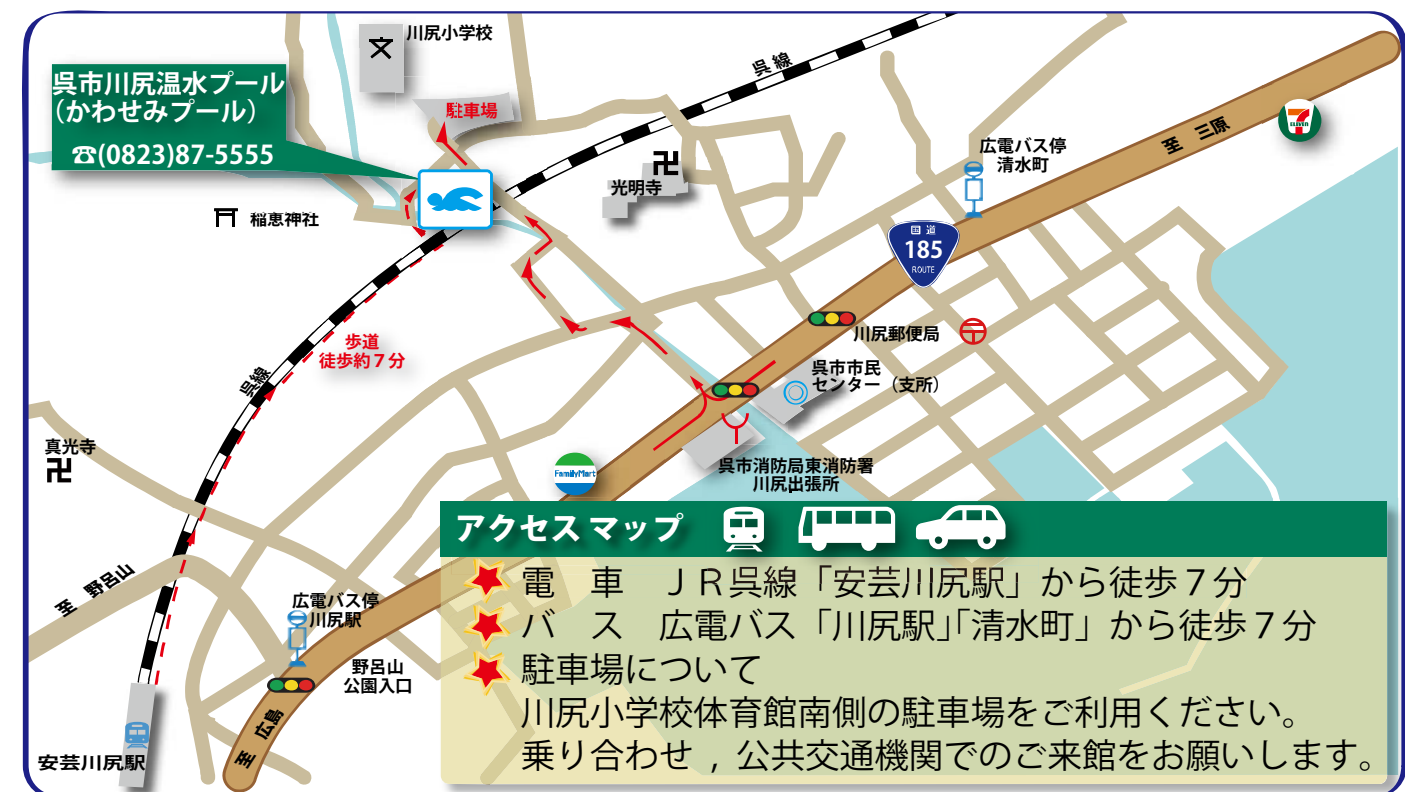 川尻小学校
呉市川尻温水プール
（かわせみプール）
☎(0823)87-5555
駐車場
呉線
至 三原
ELEVEN
広電バス停
清水町
光明寺
稲恵神社
国道
185
ROUTE
川尻郵便局
歩道
徒歩約７分
呉市市民
センター（支所）
呉線
真光寺
FamilyMart
呉市消防局東消防署
川尻出張所
至 野呂山
広電バス停
川尻駅
野呂山
公園入口
至 広島
安芸川尻駅
アクセスマップ
電　車　ＪＲ呉線「安芸川尻駅」から徒歩７分
バ　ス　広電バス「川尻駅」「清水町」から徒歩７分
駐車場について
川尻小学校体育館南側の駐車場をご利用ください。
乗り合わせ，公共交通機関でのご来館をお願いします。